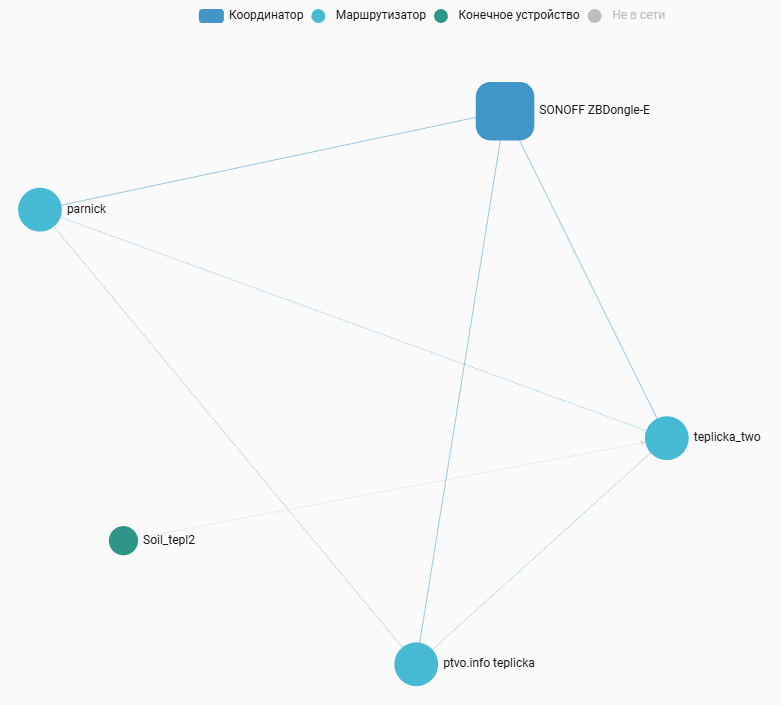 Координатор Маршрутизатор Конечное устройство Не в сети
SONOFF ZBDongle-E
parnick
teplicka_two
Soil_tepl2
ptvo.info teplicka